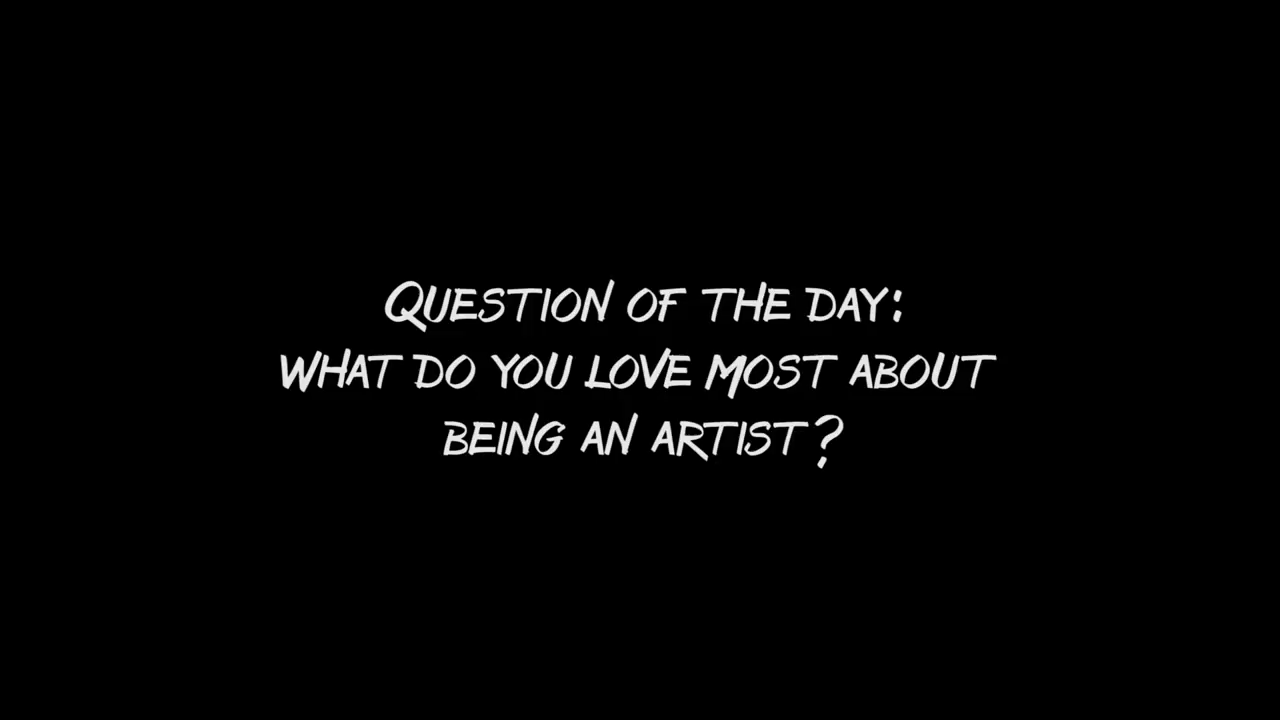 QUESTION OF THE DAY:
WHAT DO YOU LOVE MOST ABOUT
BEING AN ARTIST?